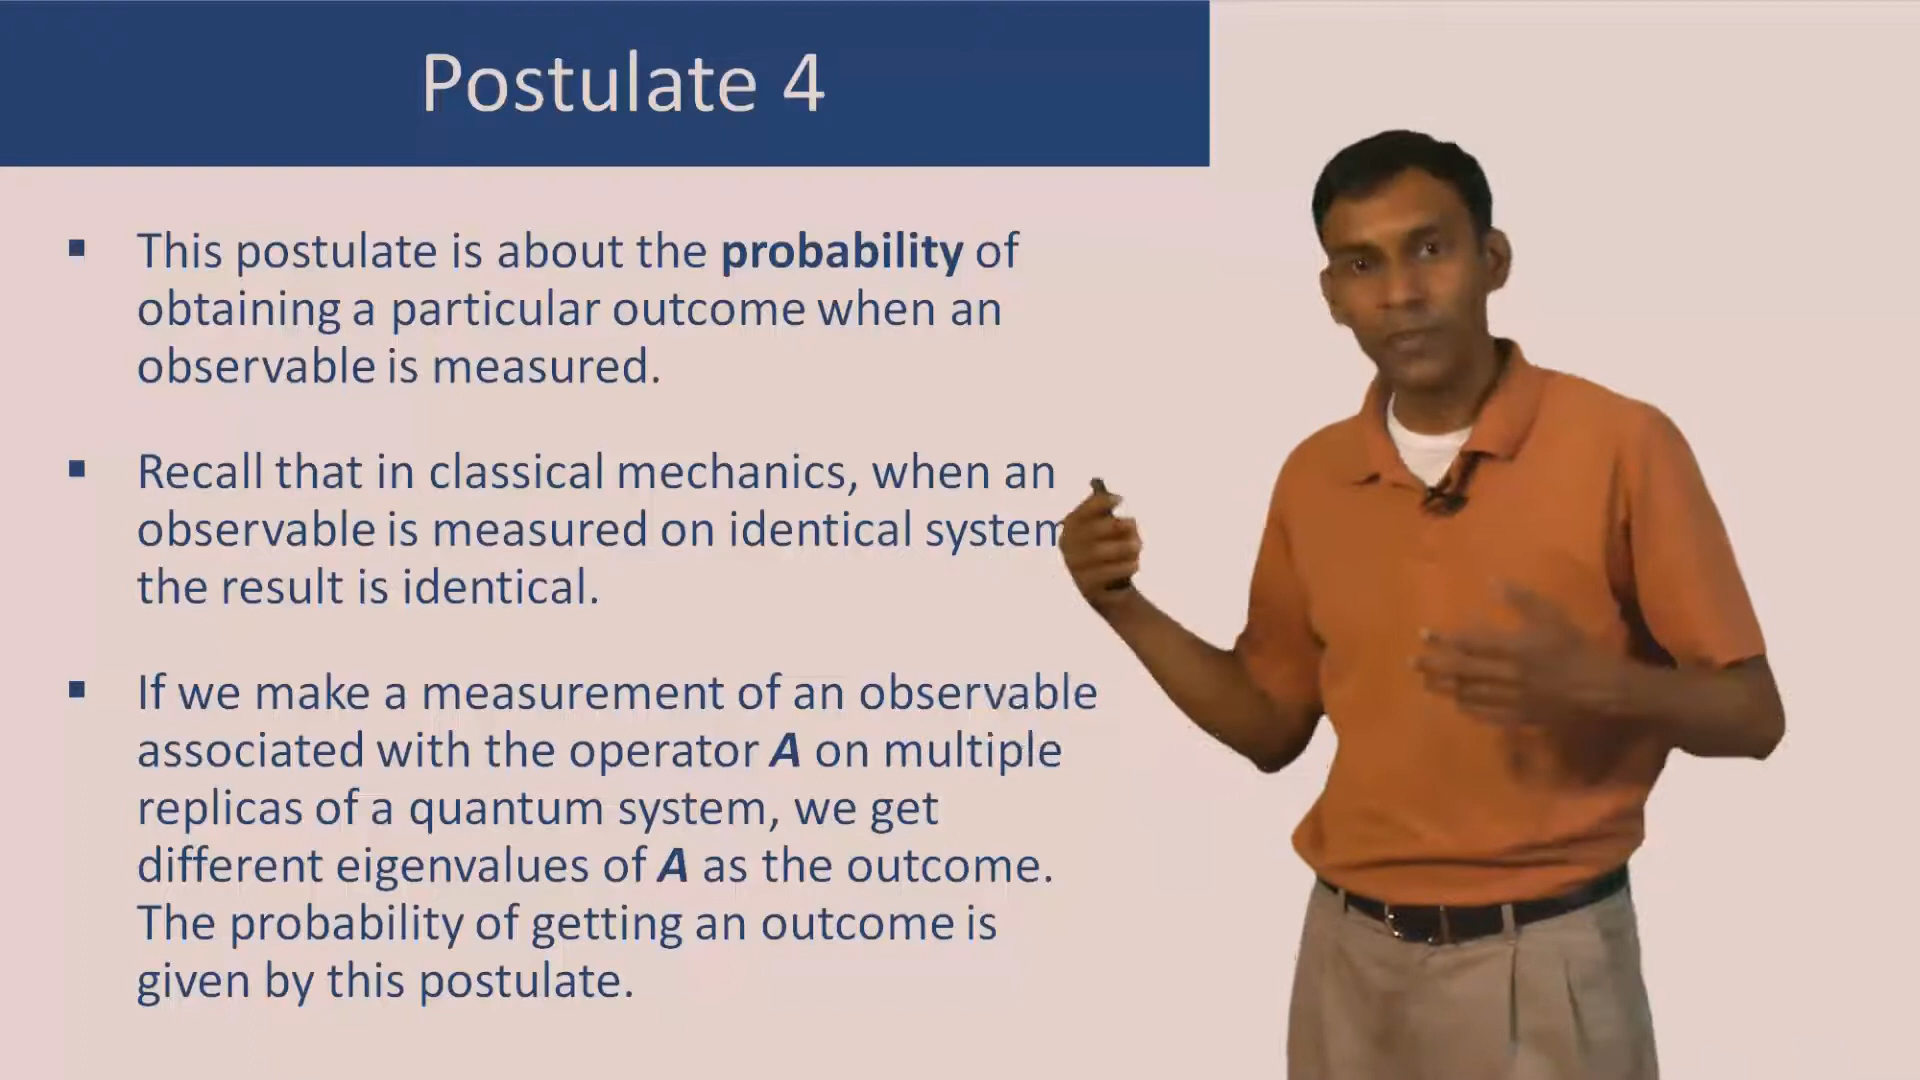 Postulate 4
▪ This postulate is about the probability of
obtaining a particular outcome when an
observable is measured.
▪ Recall that in classical mechanics, when an
observable is measured on identical system
the result is identical.
▪ If we make a measurement of an observable
associated with the operator A on multiple
replicas of a quantum system, we get
different eigenvalues of A as the outcome.
The probability of getting an outcome is
given by this postulate.